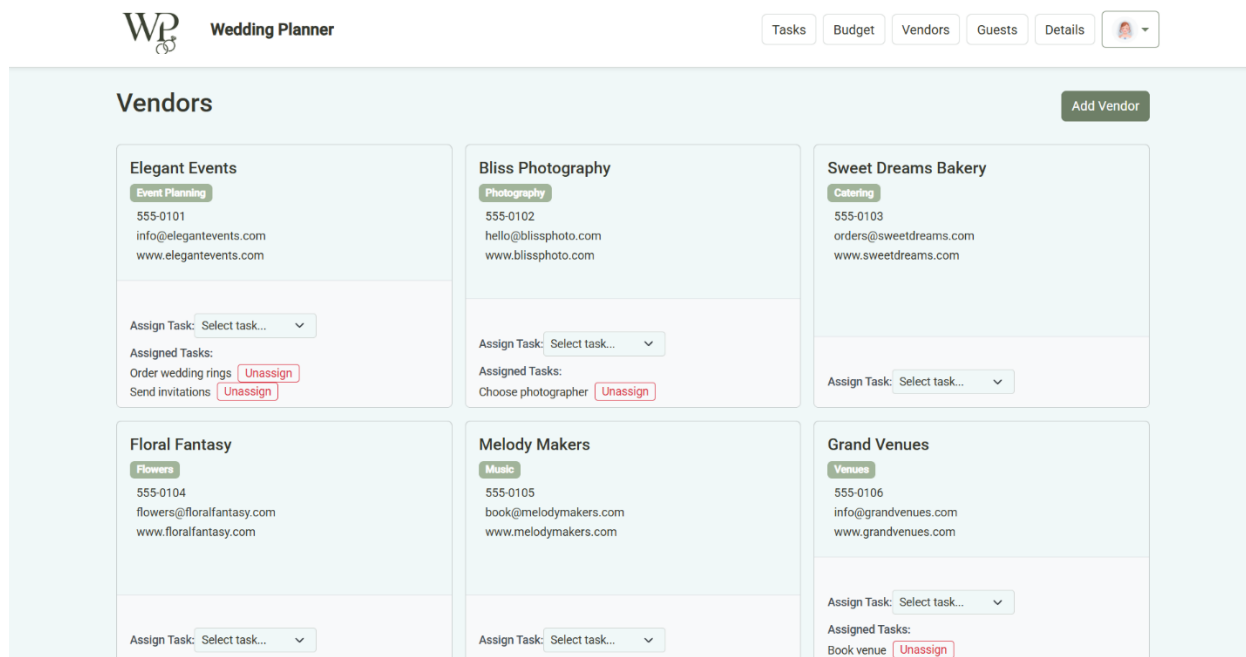 WP
Wedding Planner
Tasks
Budget
Vendors
Guests
Details
Vendors
Add Vendor
Elegant Events
Event Planning
555-0101
info@elegantevents.com
www.elegantevents.com
Assign Task: Select task...
Assigned Tasks:
Order wedding rings Unassign
Send invitations Unassign
Bliss Photography
Photography
555-0102
hello@blissphoto.com
www.blissphoto.com
Assign Task: Select task...
Assigned Tasks:
Choose photographer Unassign
Sweet Dreams Bakery
Catering
555-0103
orders@sweetdreams.com
www.sweetdreams.com
Assign Task: Select task...
Floral Fantasy
Flowers
555-0104
flowers@floralfantasy.com
www.floralfantasy.com
Assign Task: Select task...
Melody Makers
Music
555-0105
book@melodymakers.com
www.melodymakers.com
Assign Task: Select task...
Grand Venues
Venues
555-0106
info@grandvenues.com
www.grandvenues.com
Assign Task: Select task...
Assigned Tasks:
Book venue Unassign